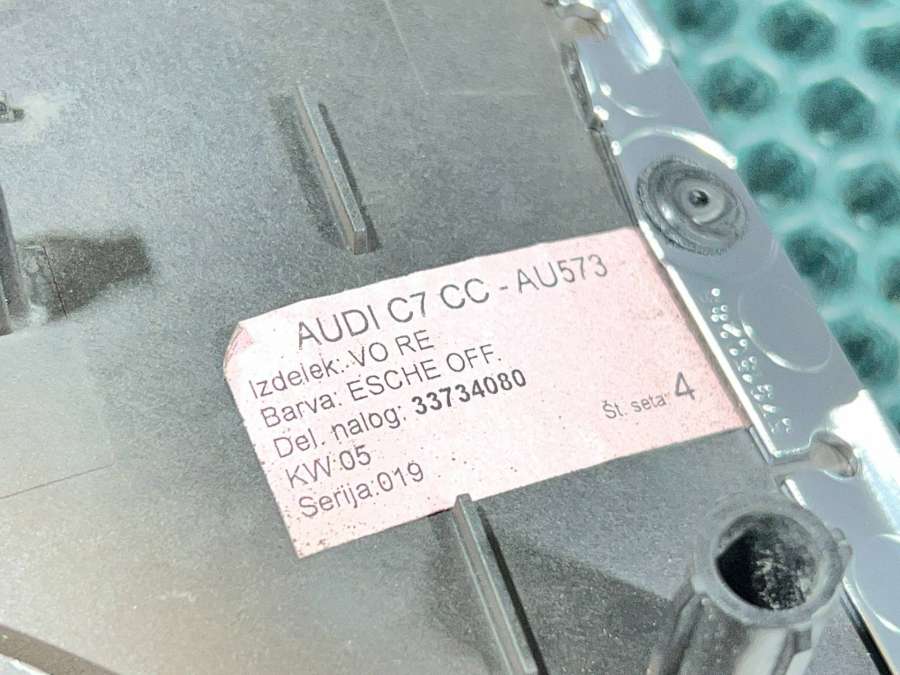 AUDI C7 CC - AU573
Izdelek:.VO RE
Barva: ESCHE OFF.
Del. nalog: 33734080
Št. seta: 4
KW:05
Serija:019